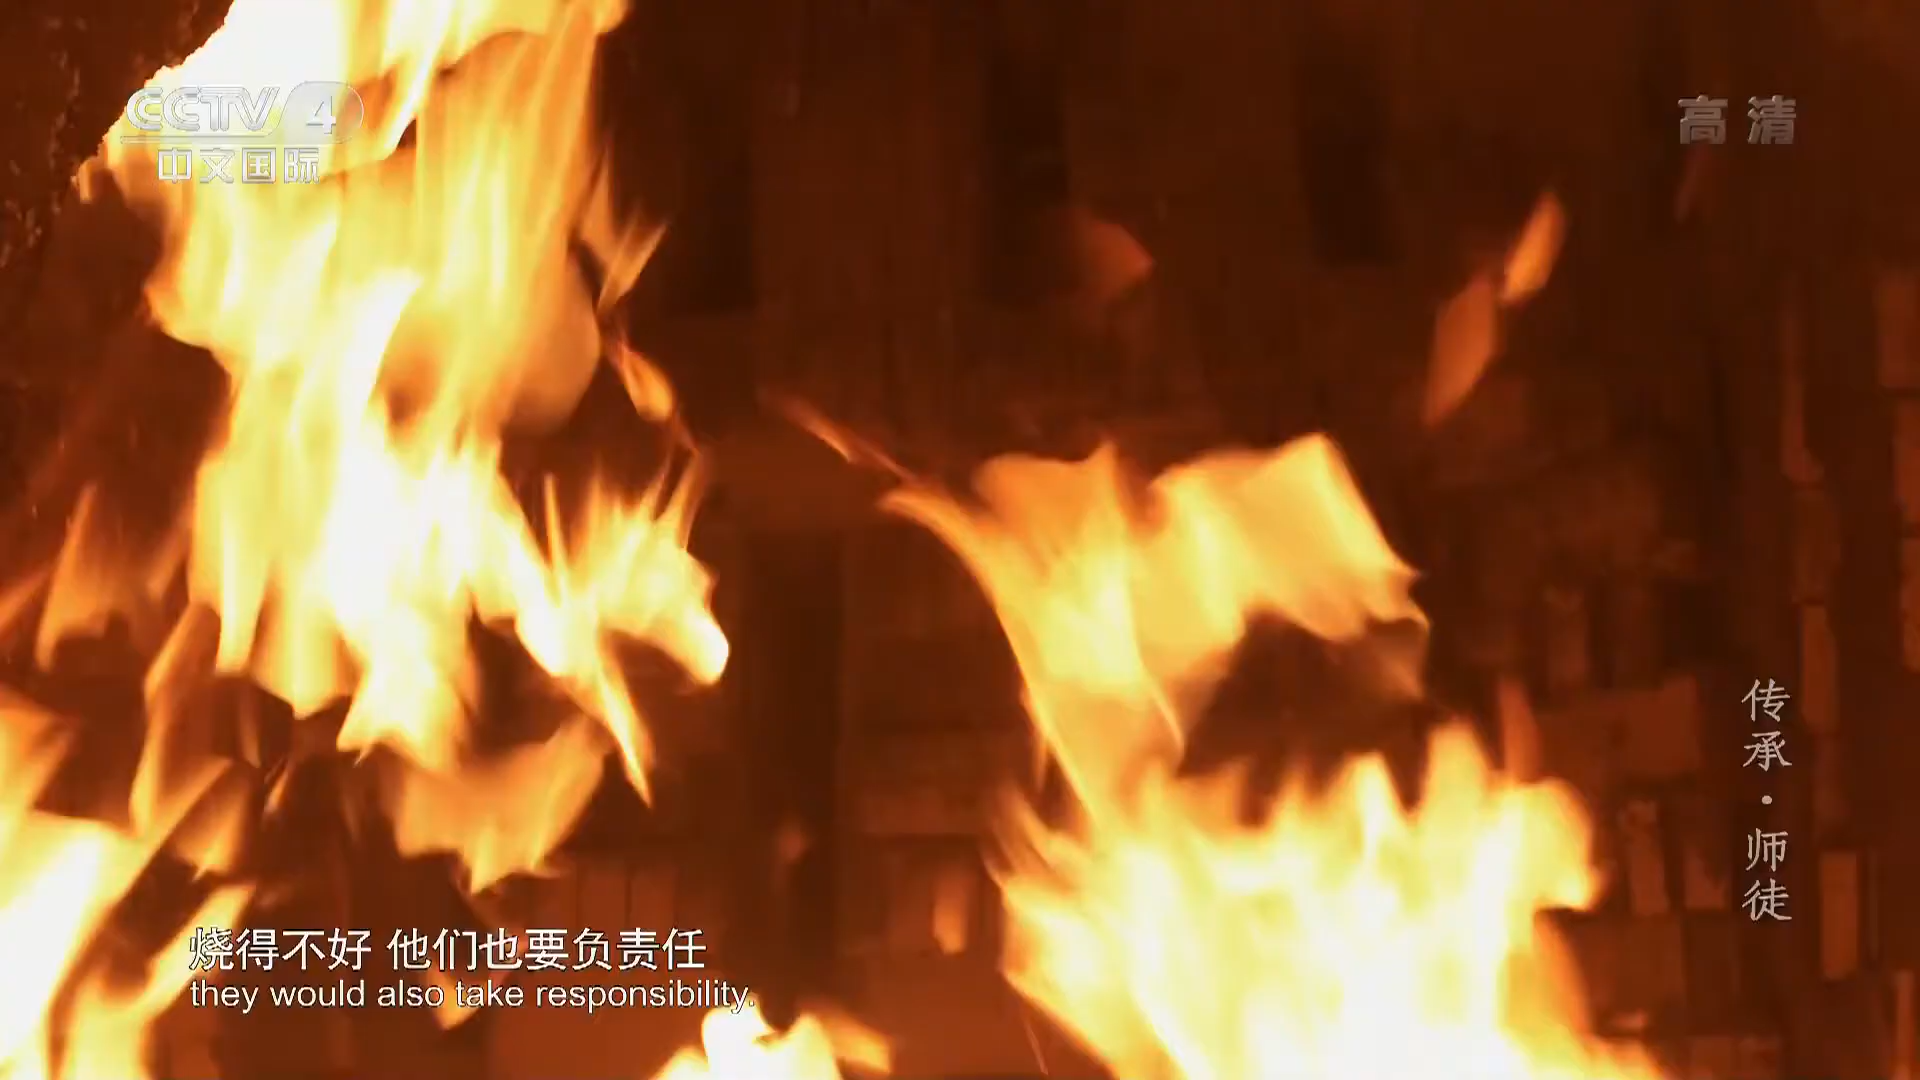 CCTV 4
中文国际
高清
传承·师徒
烧得不好 他们也要负责任
they would also take responsibility.